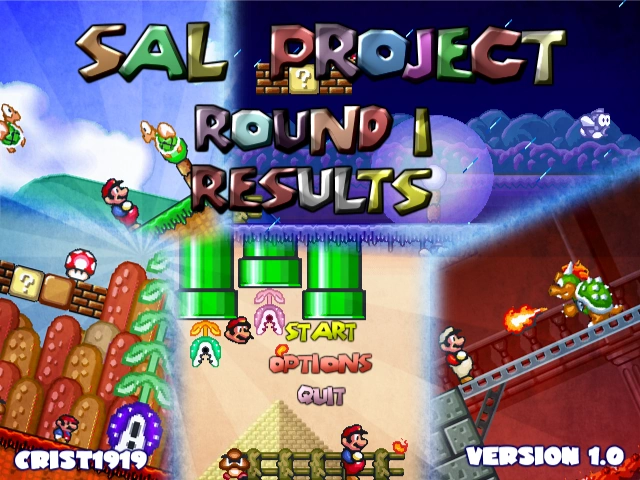 SAL PROJECT
ROUND 1
RESULTS
?
?
START
OPTIONS
QUIT
A
CRIST1919
VERSION 1.0